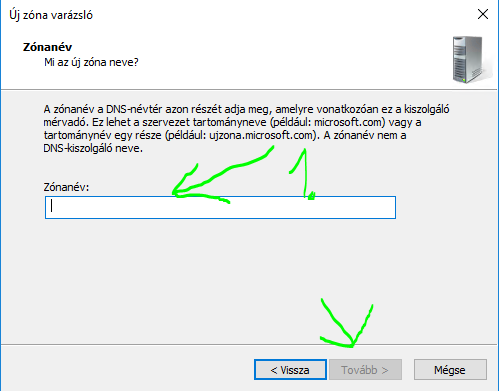 Új zóna varázsló
Zónanév
Mi az új zóna neve?
A zónanév a DNS-névtér azon részét adja meg, amelyre vonatkozóan ez a kiszolgáló
mérvadó. Ez lehet a szervezet tartományneve (például: microsoft.com) vagy a
tartománynév egy része (például: ujzona.microsoft.com). A zónanév nem a
DNS-kiszolgáló neve.
1.
Zónanév:
< Vissza
Tovább >
Mégse